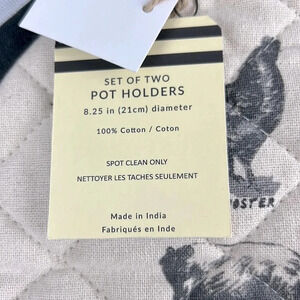 SET OF TWO
POT HOLDERS
8.25 in (21cm) diameter
100% Cotton / Coton
SPOT CLEAN ONLY
NETTOYER LES TACHES SEULEMENT
Made in India
Fabriqués en Inde
OSTER